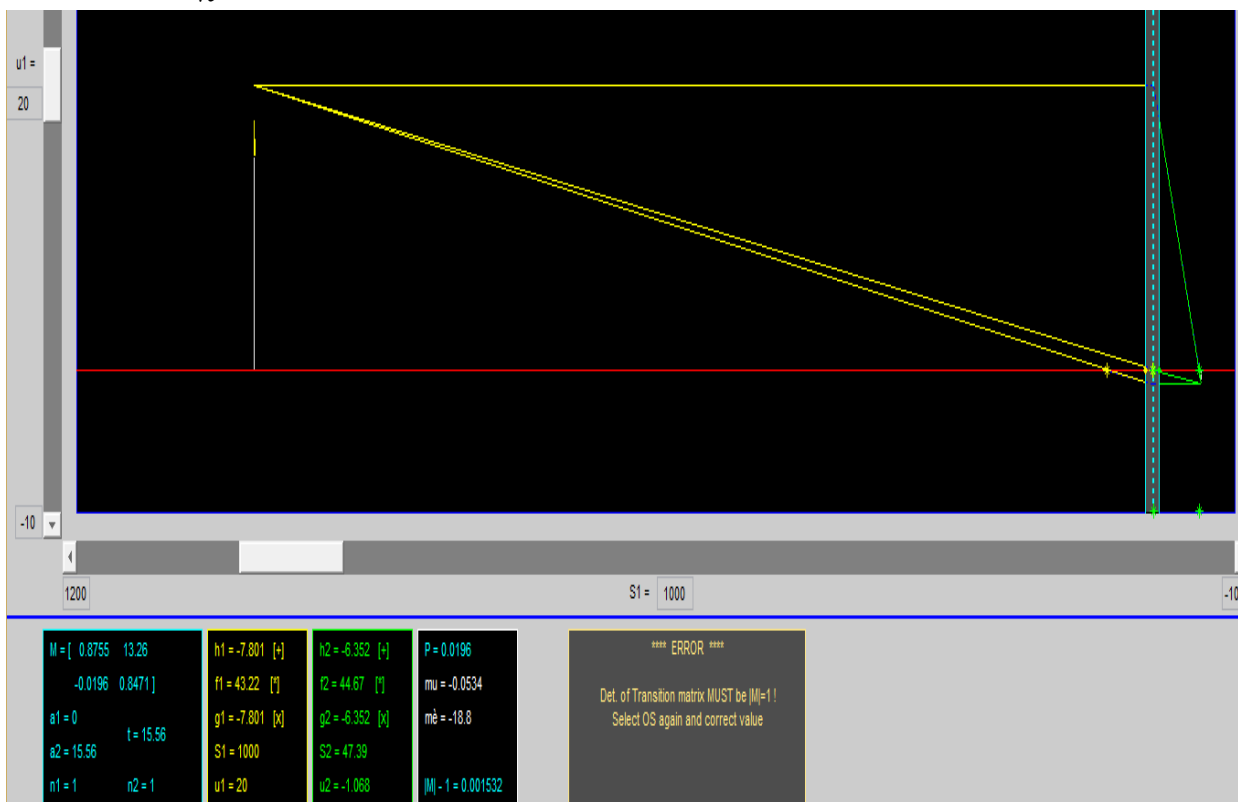 u1 =
20
-10
1200
S1 = 1000
-10
M = [ 0.8755 13.26
-0.0196 0.8471 ]
a1 = 0
t = 15.56
a2 = 15.56
n1 = 1 n2 = 1
h1 = -7.801 [+]
f1 = 43.22 [*]
g1 = -7.801 [x]
S1 = 1000
u1 = 20
h2 = -6.352 [+]
f2 = 44.67 [*]
g2 = -6.352 [x]
S2 = 47.39
u2 = -1.068
P = 0.0196
mu = -0.0534
mè = -18.8
|M| - 1 = 0.001532
**** ERROR ****
Det. of Transition matrix MUST be |M|=1 !
Select OS again and correct value